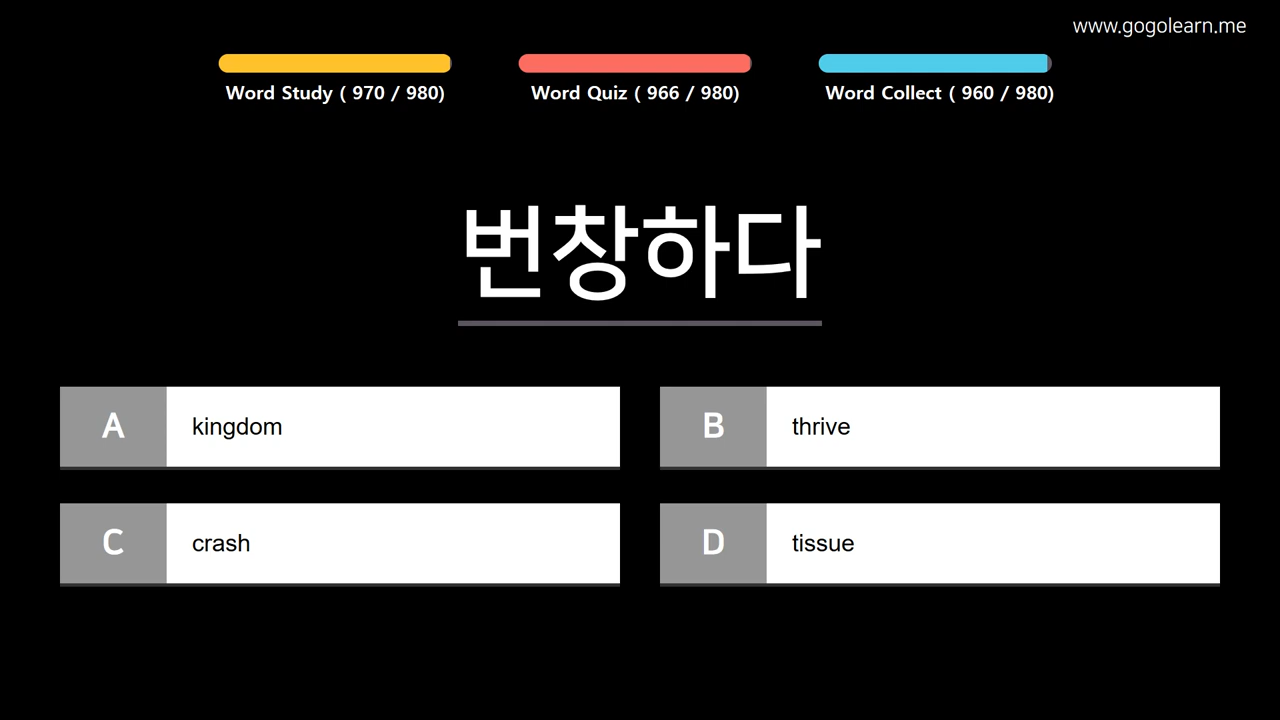 www.gogolearn.me
Word Study ( 970 / 980)
Word Quiz ( 966 / 980)
Word Collect ( 960 / 980)
번창하다
A kingdom
B thrive
C crash
D tissue